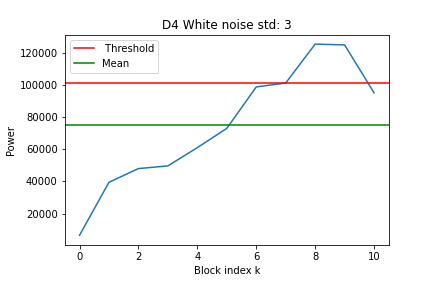 D4 White noise std: 3
Threshold
Mean
120000
100000
80000
60000
40000
20000
Power
0 2 4 6 8 10
Block index k